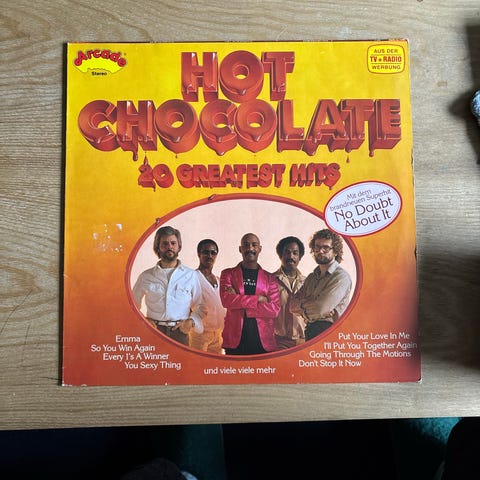 Arcade
Stereo
AUS DER
TV + RADIO
WERBUNG
HOT
CHOCOLATE
20 GREATEST HITS
Mit dem
brandneuen Superhit
No Doubt
About It
Emma
So You Win Again
Every 1's A Winner
You Sexy Thing
und viele viele mehr
Put Your Love In Me
I'll Put You Together Again
Going Through The Motions
Don't Stop It Now